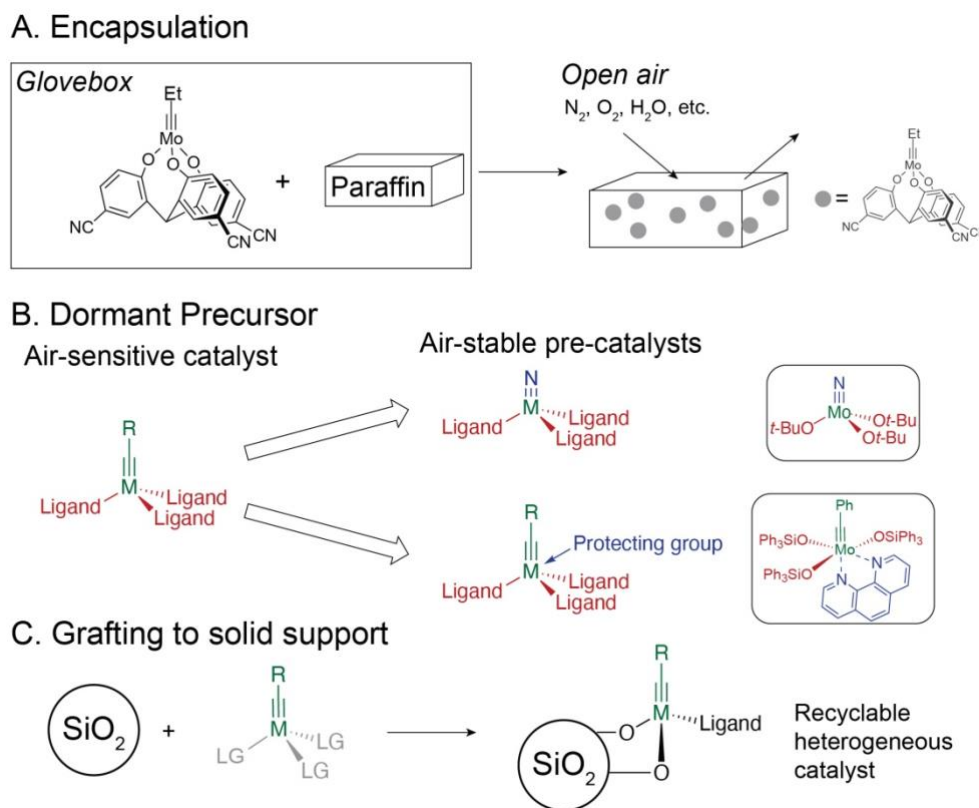 A. Encapsulation
Glovebox
Et
Mo
O
O
O
NC
CN
CN
+
Paraffin
Open air
N₂, O₂, H₂O, etc.
=
Et
Mo
O
O
O
NC
CN
C
B. Dormant Precursor
Air-sensitive catalyst
Air-stable pre-catalysts
R
M
Ligand
Ligand
Ligand
N
M
Ligand
Ligand
Ligand
N
Mo
t-BuO
Ot-Bu
Ot-Bu
R
M
Protecting group
Ligand
Ligand
Ligand
Ph
Ph₃SiO
Mo
OSiPh₃
Ph₃SiO
N
N
C. Grafting to solid support
SiO₂
+
R
M
LG
LG
LG
R
M
O
Ligand
O
SiO₂
Recyclable
heterogeneous
catalyst